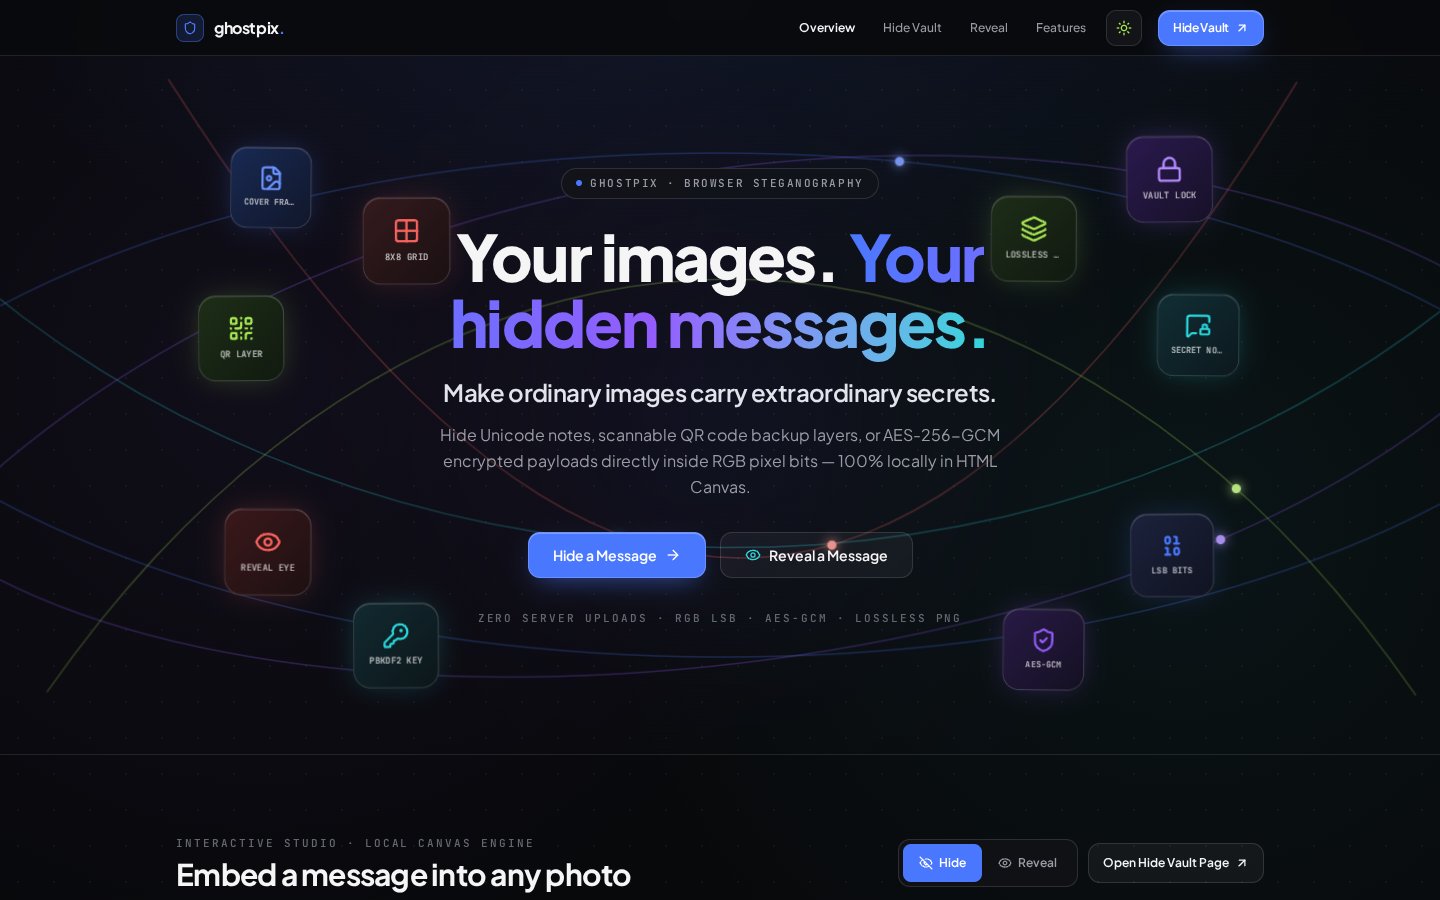 ghostpix.
Overview
Hide Vault
Reveal
Features
Hide Vault
COVER FRA…
VAULT LOCK
GHOSTPIX · BROWSER STEGANOGRAPHY
8X8 GRID
LOSSLESS …
Your images. Your
hidden messages.
QR LAYER
SECRET NO…
Make ordinary images carry extraordinary secrets.
Hide Unicode notes, scannable QR code backup layers, or AES-256-GCM
encrypted payloads directly inside RGB pixel bits — 100% locally in HTML
Canvas.
REVEAL EYE
01
10
LSB BITS
Hide a Message
Reveal a Message
ZERO SERVER UPLOADS · RGB LSB · AES-GCM · LOSSLESS PNG
PBKDF2 KEY
AES-GCM
INTERACTIVE STUDIO · LOCAL CANVAS ENGINE
Embed a message into any photo
Hide
Reveal
Open Hide Vault Page